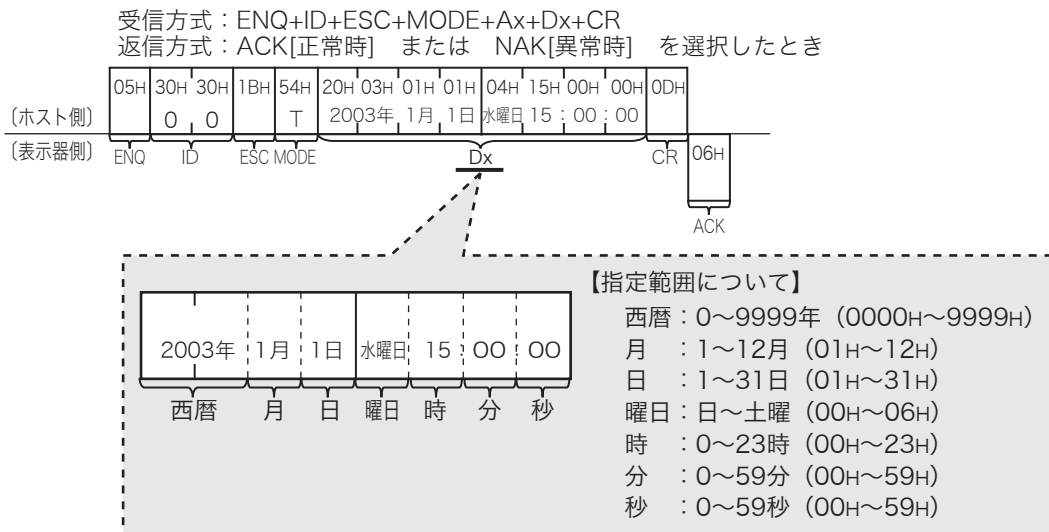 受信方式：ENQ+ID+ESC+MODE+Ax+Dx+CR
返信方式：ACK[正常時]　または　NAK[異常時]　を選択したとき
05H 30H 30H 1BH 54H 20H 03H 01H 01H 04H 15H 00H 00H 0DH
〔ホスト側〕 0 0 T 2003年 1月 1日 水曜日 15 : 00 : 00
〔表示器側〕 ENQ ID ESC MODE Dx CR 06H
ACK
【指定範囲について】
西暦：0〜9999年（0000H〜9999H）
月　：1〜12月（01H〜12H）
日　：1〜31日（01H〜31H）
曜日：日〜土曜（00H〜06H）
時　：0〜23時（00H〜23H）
分　：0〜59分（00H〜59H）
秒　：0〜59秒（00H〜59H）
2003年 1月 1日 水曜日 15 : 00 : 00
西暦 月 日 曜日 時 分 秒